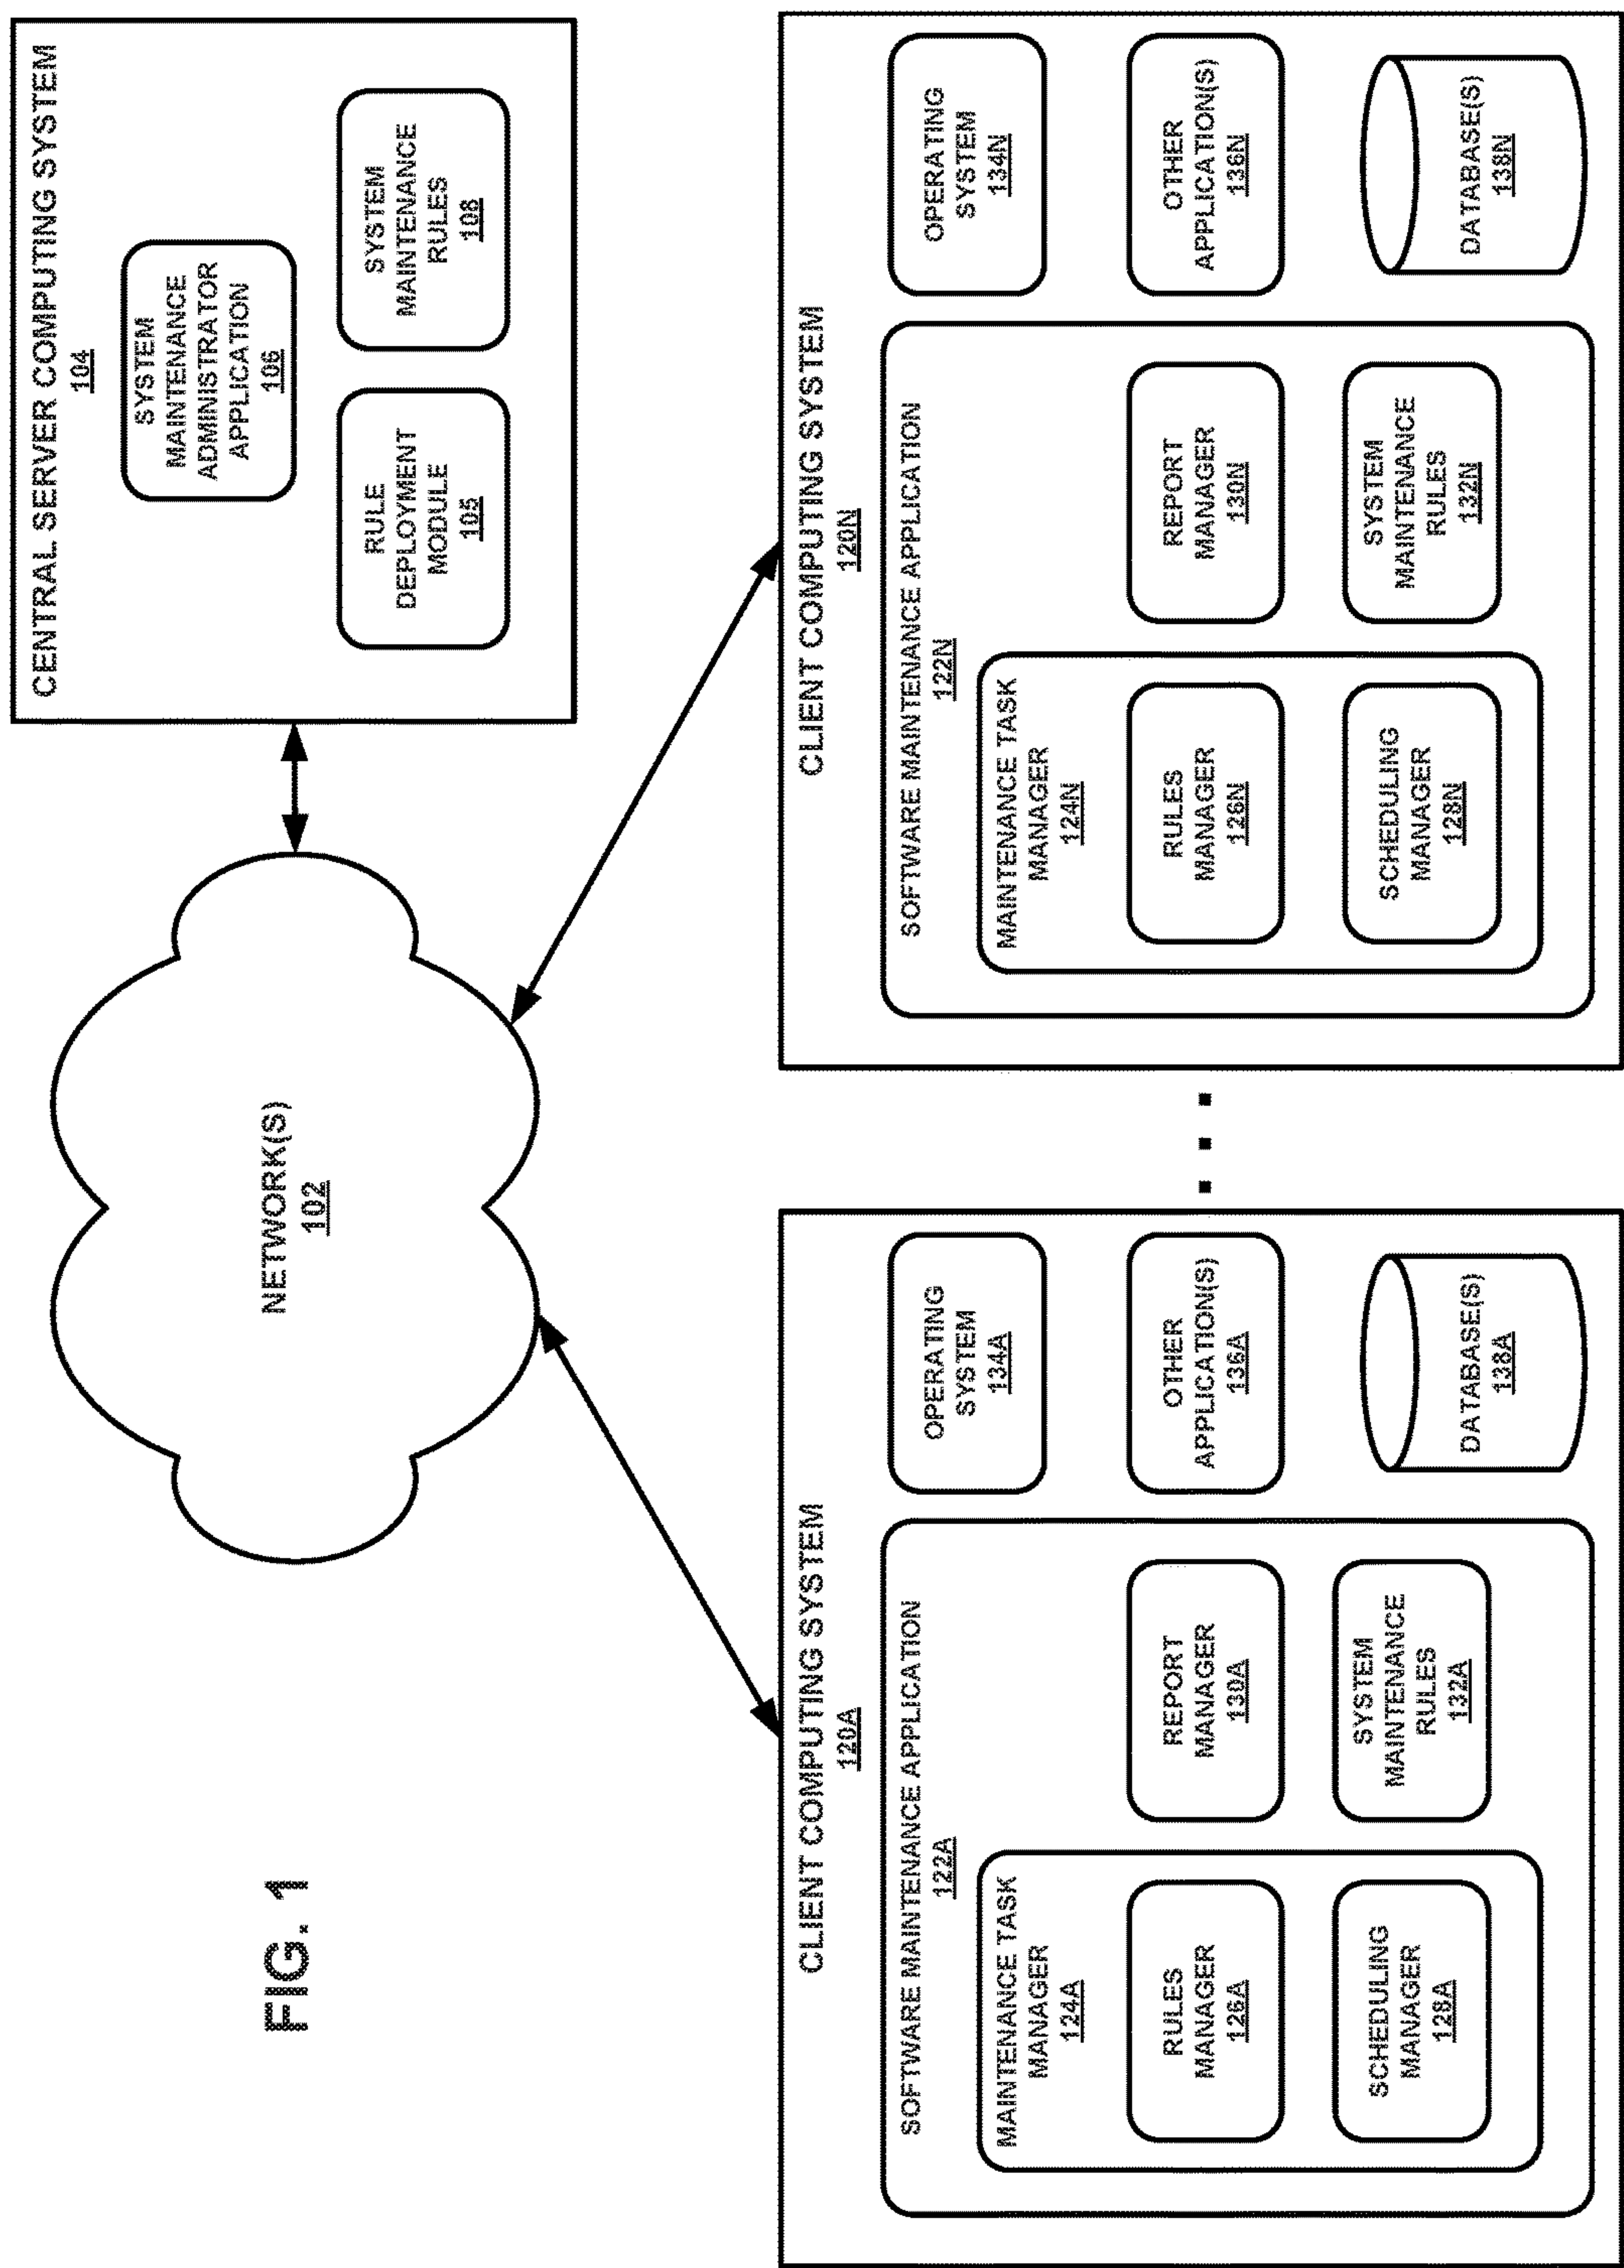 FIG. 1
NETWORK(S)
102
CENTRAL SERVER COMPUTING SYSTEM
104
SYSTEM
MAINTENANCE
ADMINISTRATOR
APPLICATION
106
RULE
DEPLOYMENT
MODULE
105
SYSTEM
MAINTENANCE
RULES
108
CLIENT COMPUTING SYSTEM
120A
SOFTWARE MAINTENANCE APPLICATION
122A
MAINTENANCE TASK
MANAGER
124A
RULES
MANAGER
126A
SCHEDULING
MANAGER
128A
REPORT
MANAGER
130A
SYSTEM
MAINTENANCE
RULES
132A
OPERATING
SYSTEM
134A
OTHER
APPLICATION(S)
136A
DATABASE(S)
138A
CLIENT COMPUTING SYSTEM
120N
SOFTWARE MAINTENANCE APPLICATION
122N
MAINTENANCE TASK
MANAGER
124N
RULES
MANAGER
126N
SCHEDULING
MANAGER
128N
REPORT
MANAGER
130N
SYSTEM
MAINTENANCE
RULES
132N
OPERATING
SYSTEM
134N
OTHER
APPLICATION(S)
136N
DATABASE(S)
138N